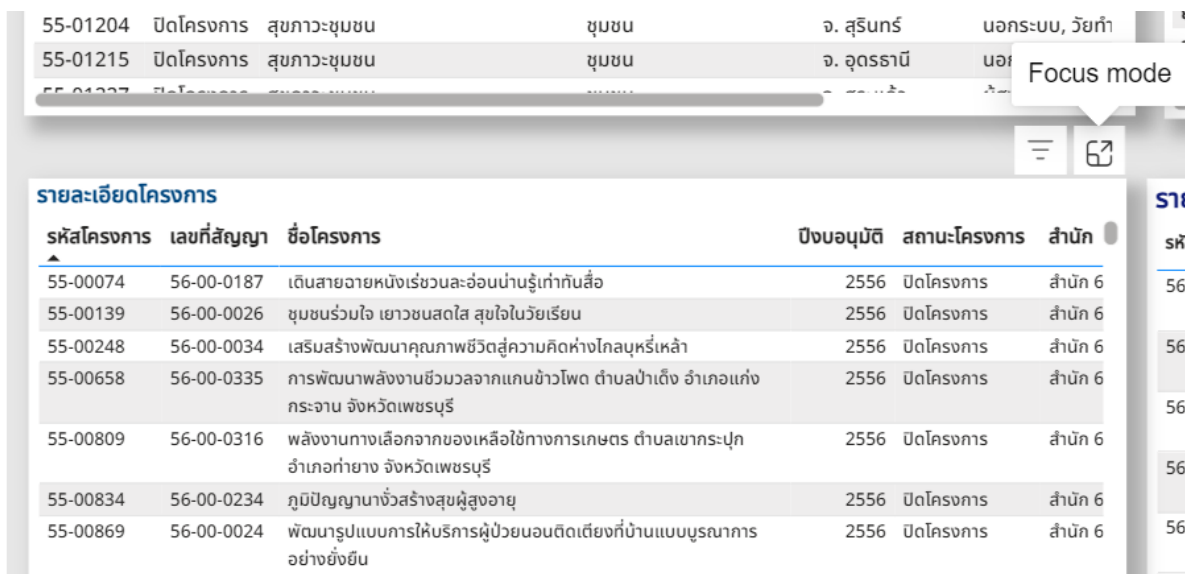 55-01204 ปิดโครงการ สุขภาวะชุมชน ชุมชน จ. สุรินทร์ นอกระบบ, วัยทำ
55-01215 ปิดโครงการ สุขภาวะชุมชน ชุมชน จ. อุดรธานี
Focus mode
รายละเอียดโครงการ
รหัสโครงการ เลขที่สัญญา ชื่อโครงการ ปีงบอนุมัติ สถานะโครงการ สำนัก
55-00074 56-00-0187 เดินสายฉายหนังเร่ชวนละอ่อนน่านรู้เท่าทันสื่อ 2556 ปิดโครงการ สำนัก 6
55-00139 56-00-0026 ชุมชนร่วมใจ เยาวชนสดใส สุขใจในวัยเรียน 2556 ปิดโครงการ สำนัก 6
55-00248 56-00-0034 เสริมสร้างพัฒนาคุณภาพชีวิตสู่ความคิดห่างไกลบุหรี่เหล้า 2556 ปิดโครงการ สำนัก 6
55-00658 56-00-0335 การพัฒนาพลังงานชีวมวลจากแกนข้าวโพด ตำบลป่าเด็ง อำเภอแก่ง 2556 ปิดโครงการ สำนัก 6
กระจาน จังหวัดเพชรบุรี
55-00809 56-00-0316 พลังงานทางเลือกจากของเหลือใช้ทางการเกษตร ตำบลเขากระปุก 2556 ปิดโครงการ สำนัก 6
อำเภอท่ายาง จังหวัดเพชรบุรี
55-00834 56-00-0234 ภูมิปัญญานางั่วสร้างสุขผู้สูงอายุ 2556 ปิดโครงการ สำนัก 6
55-00869 56-00-0024 พัฒนารูปแบบการให้บริการผู้ป่วยนอนติดเตียงที่บ้านแบบบูรณาการ 2556 ปิดโครงการ สำนัก 6
อย่างยั่งยืน